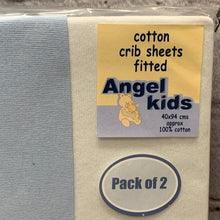 cotton
crib sheets
fitted
Angel
kids
40x94 cms
approx
100% cotton
Pack of 2